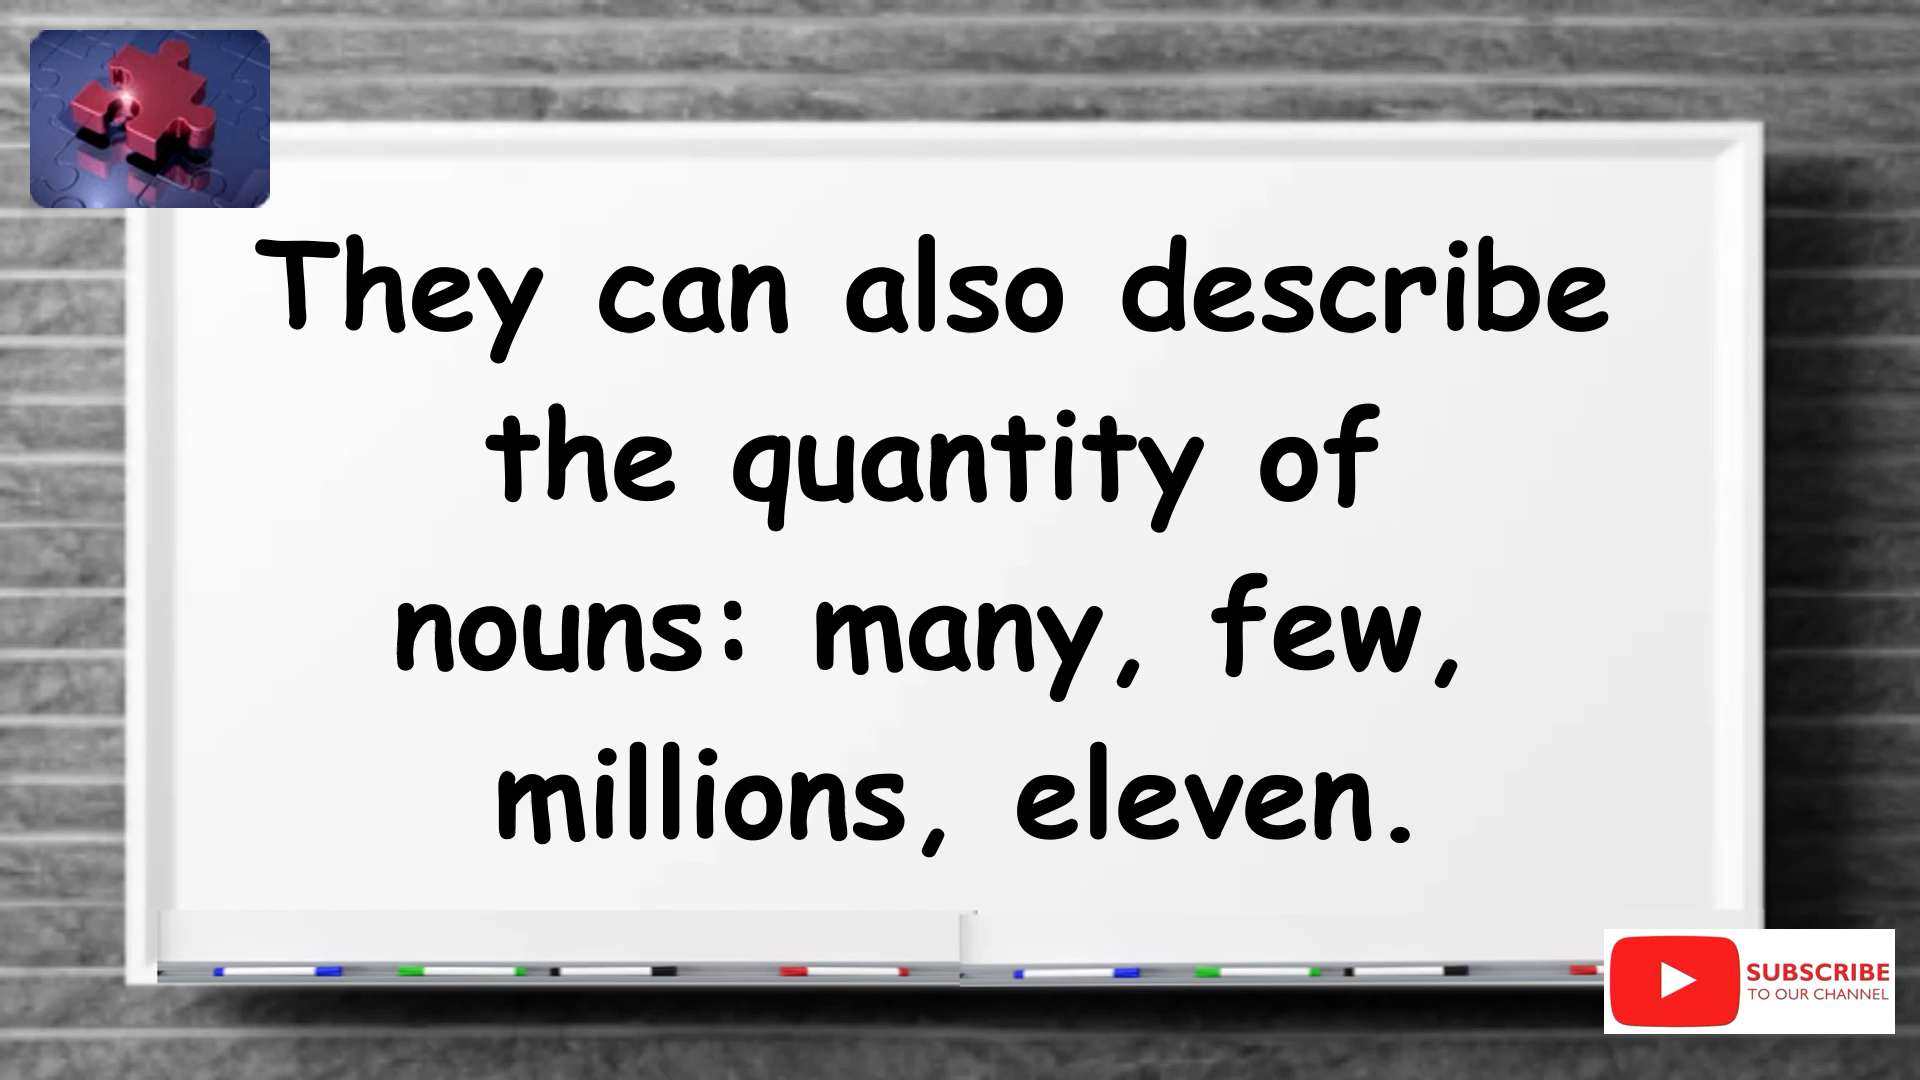 They can also describe
the quantity of
nouns: many, few,
millions, eleven.
SUBSCRIBE
TO OUR CHANNEL